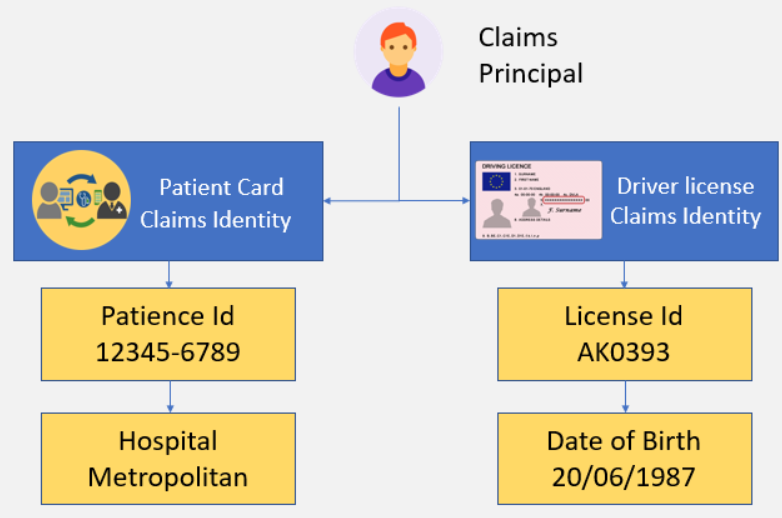 Claims
Principal
Patient Card
Claims Identity
DRIVING LICENCE
Driver license
Claims Identity
Patience Id
12345-6789
License Id
AK0393
Hospital
Metropolitan
Date of Birth
20/06/1987